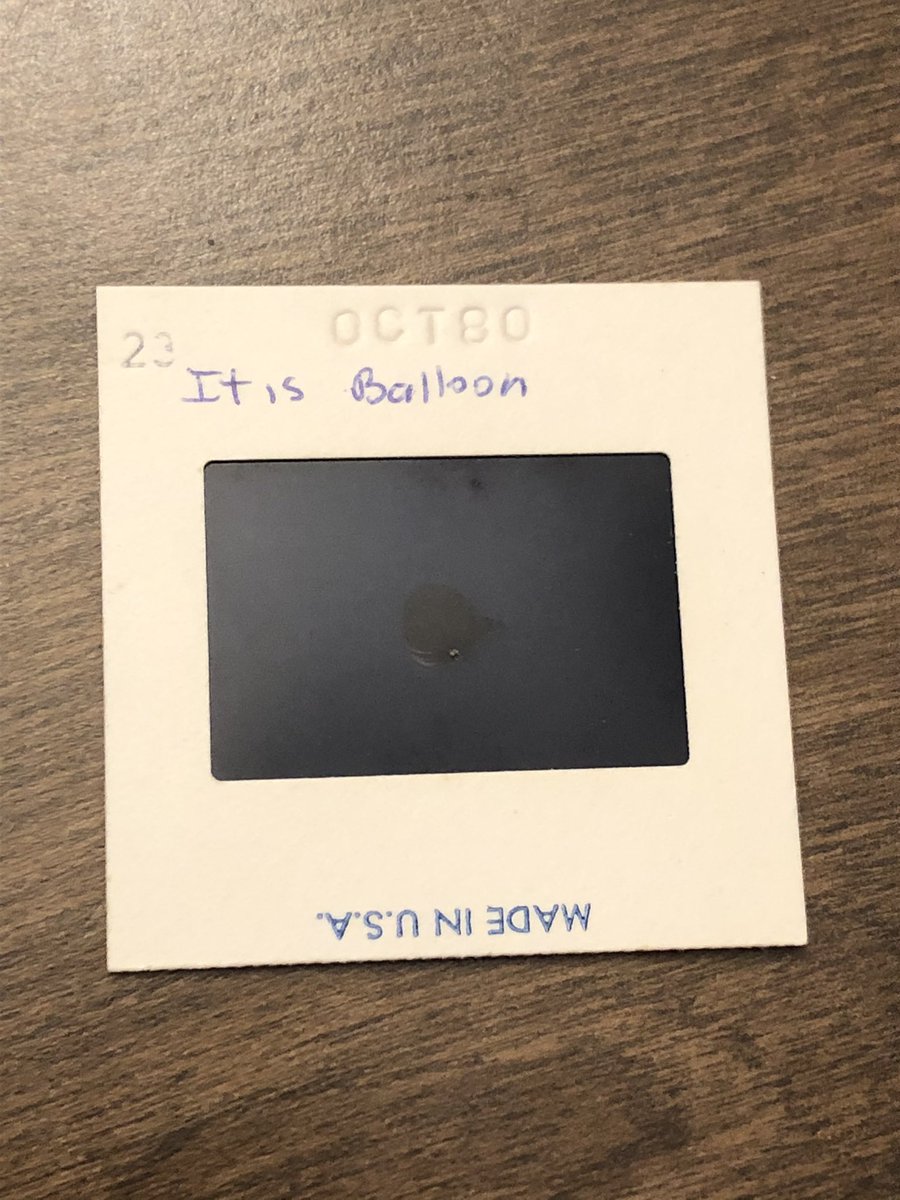 OCT80
23
It is Balloon
MADE IN U.S.A.